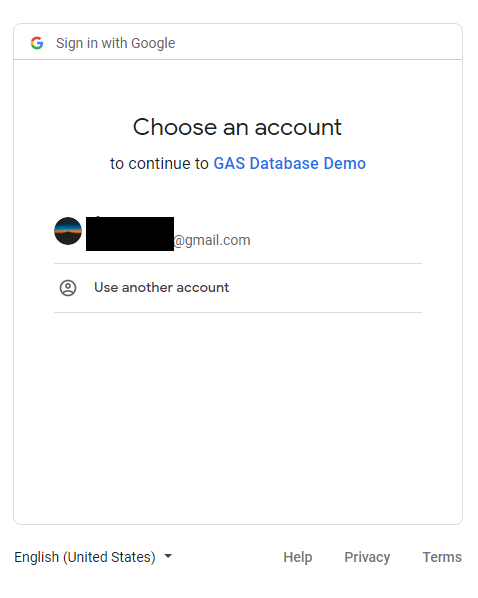 Sign in with Google
Choose an account
to continue to GAS Database Demo
@gmail.com
Use another account
English (United States)
Help Privacy Terms